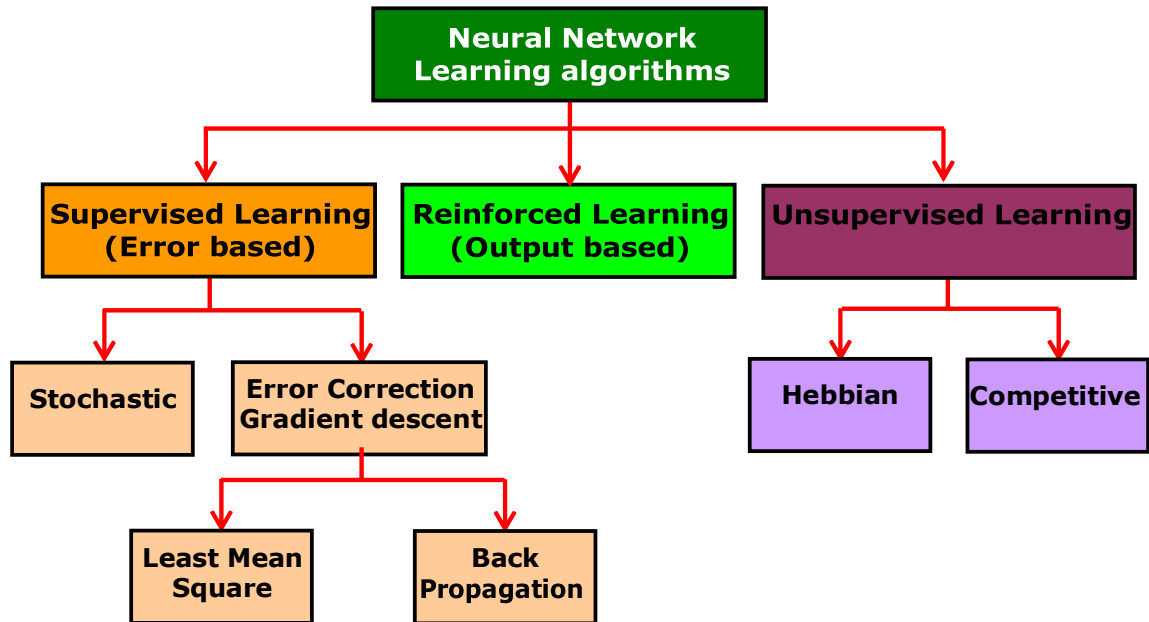 Neural Network
Learning algorithms
Supervised Learning
(Error based)
Reinforced Learning
(Output based)
Unsupervised Learning
Stochastic
Error Correction
Gradient descent
Hebbian
Competitive
Least Mean
Square
Back
Propagation